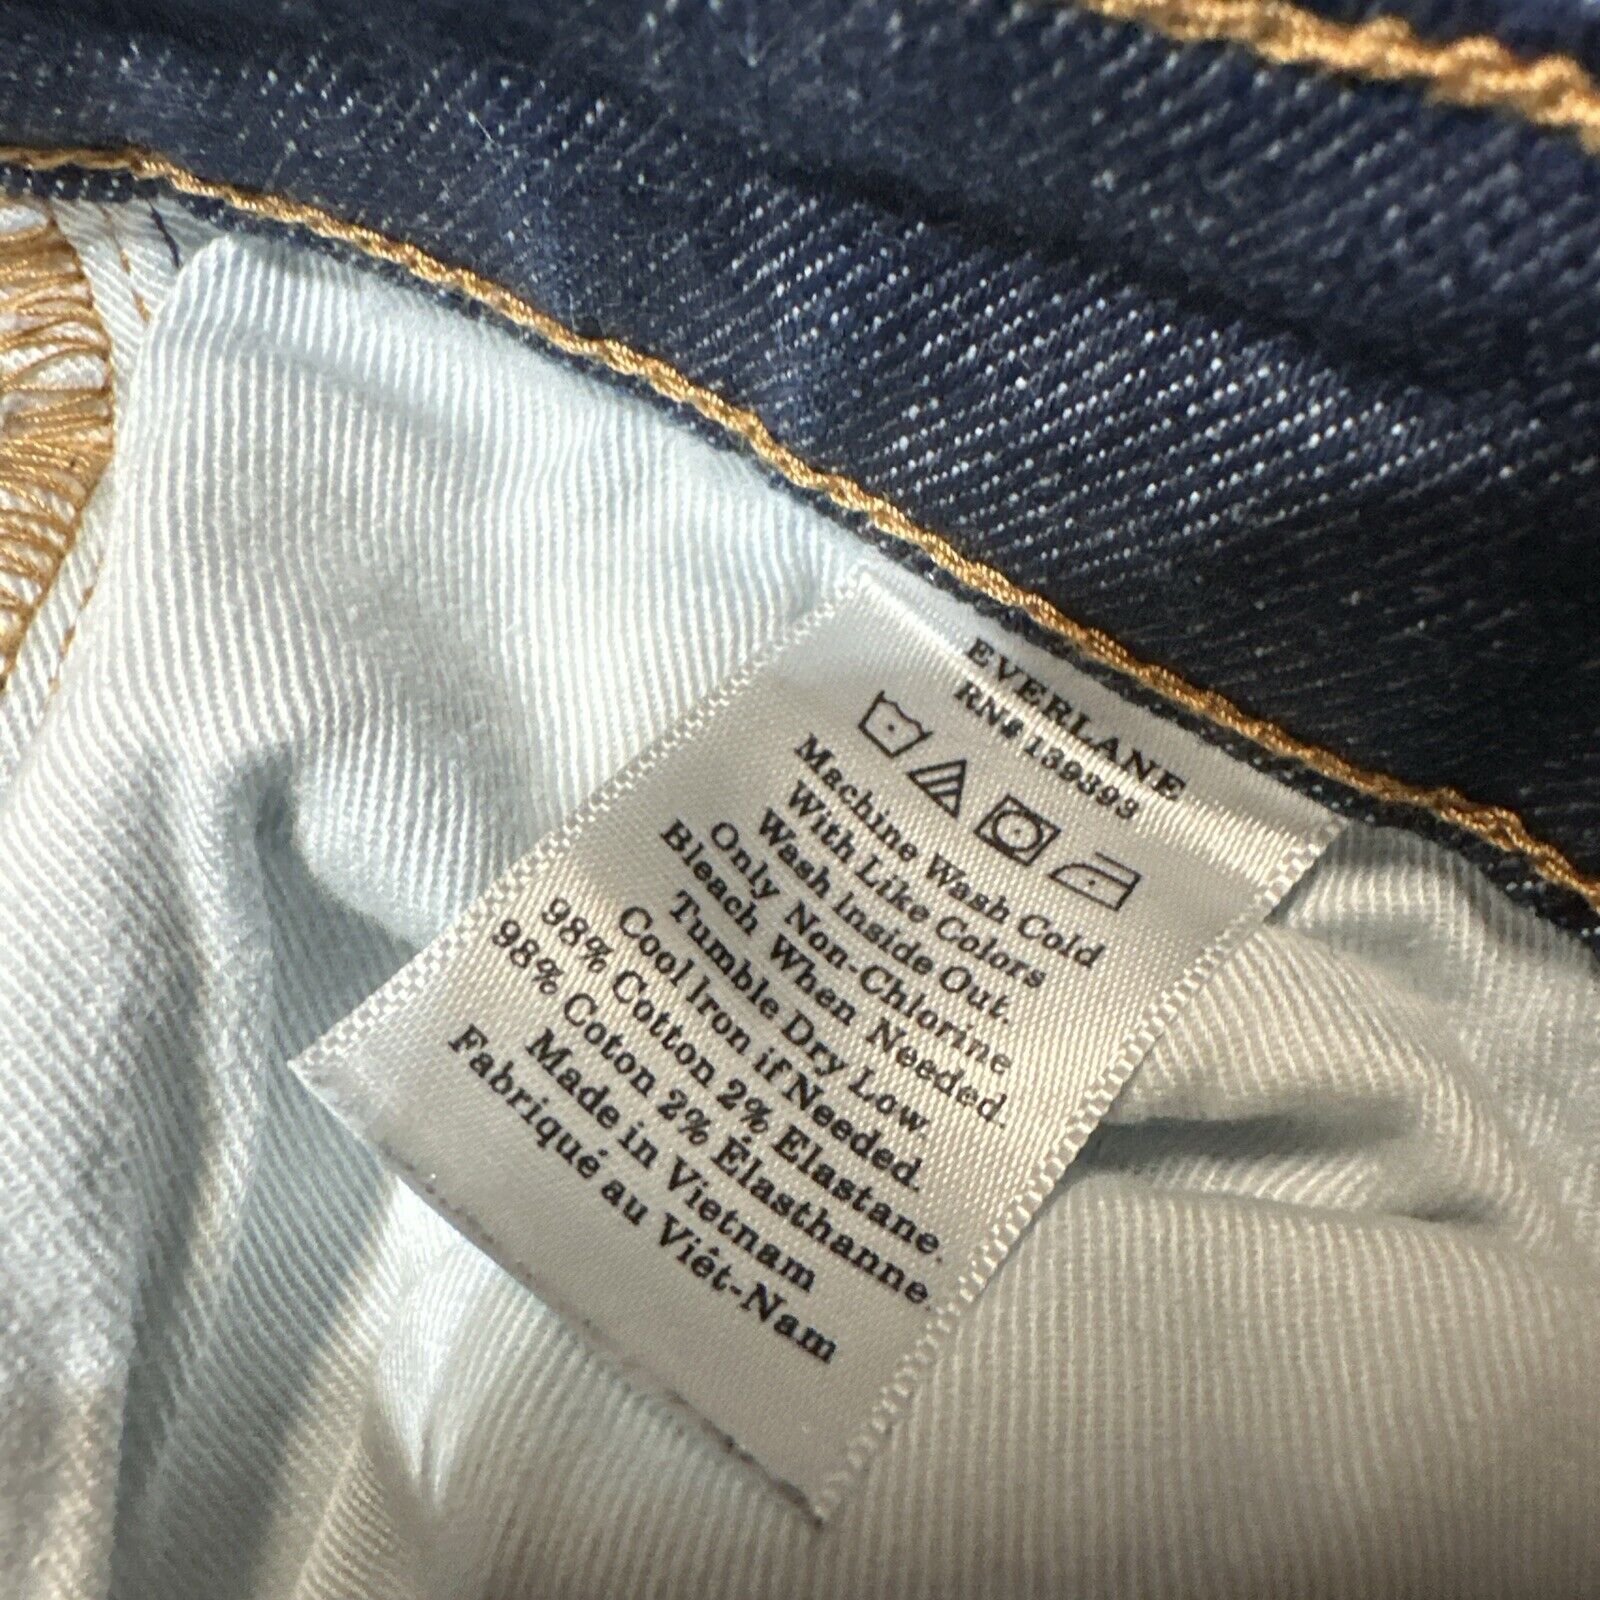 EVERLANE
RN# 139393
Machine Wash Cold
With Like Colors
Wash inside Out.
Only Non-Chlorine
Bleach When Needed.
Tumble Dry Low.
Cool Iron if Needed.
98% Cotton 2% Elastane.
98% Coton 2% Élasthanne.
Made in Vietnam
Fabriqué au Viêt-Nam